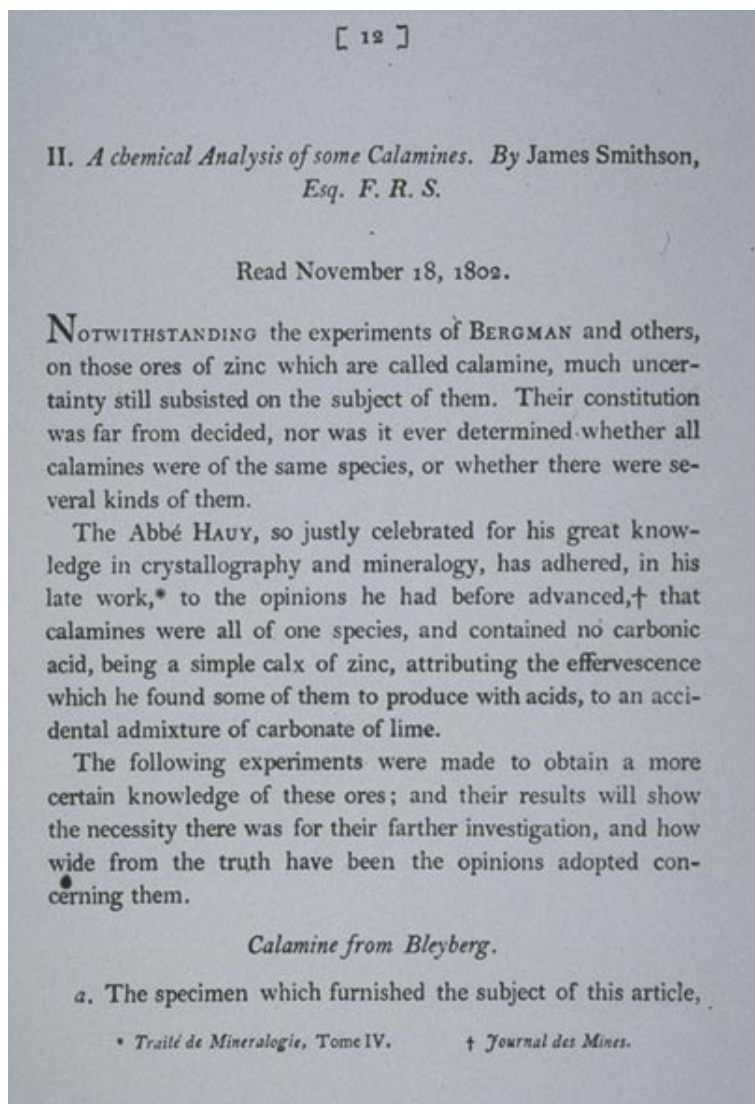 [ 12 ]
II. A chemical Analysis of some Calamines. By James Smithson,
Esq. F. R. S.
Read November 18, 1802.
NOTWITHSTANDING the experiments of BERGMAN and others,
on those ores of zinc which are called calamine, much uncer-
tainty still subsisted on the subject of them. Their constitution
was far from decided, nor was it ever determined whether all
calamines were of the same species, or whether there were se-
veral kinds of them.
The Abbé HAUY, so justly celebrated for his great know-
ledge in crystallography and mineralogy, has adhered, in his
late work,* to the opinions he had before advanced,† that
calamines were all of one species, and contained no carbonic
acid, being a simple calx of zinc, attributing the effervescence
which he found some of them to produce with acids, to an acci-
dental admixture of carbonate of lime.
The following experiments were made to obtain a more
certain knowledge of these ores; and their results will show
the necessity there was for their farther investigation, and how
wide from the truth have been the opinions adopted con-
cerning them.
Calamine from Bleyberg.
a. The specimen which furnished the subject of this article,
* Traité de Mineralogie, Tome IV. † Journal des Mines.